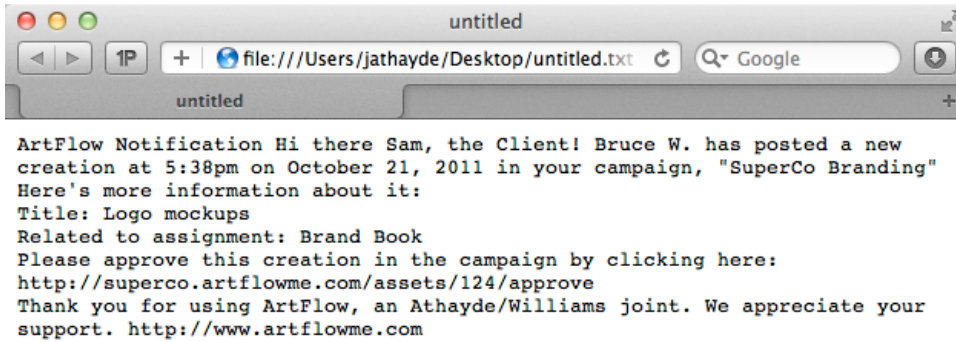 untitled
1P
+
file:///Users/jathayde/Desktop/untitled.txt
Google
untitled
+
ArtFlow Notification Hi there Sam, the Client! Bruce W. has posted a new
creation at 5:38pm on October 21, 2011 in your campaign, "SuperCo Branding"
Here's more information about it:
Title: Logo mockups
Related to assignment: Brand Book
Please approve this creation in the campaign by clicking here:
http://superco.artflowme.com/assets/124/approve
Thank you for using ArtFlow, an Athayde/Williams joint. We appreciate your
support. http://www.artflowme.com